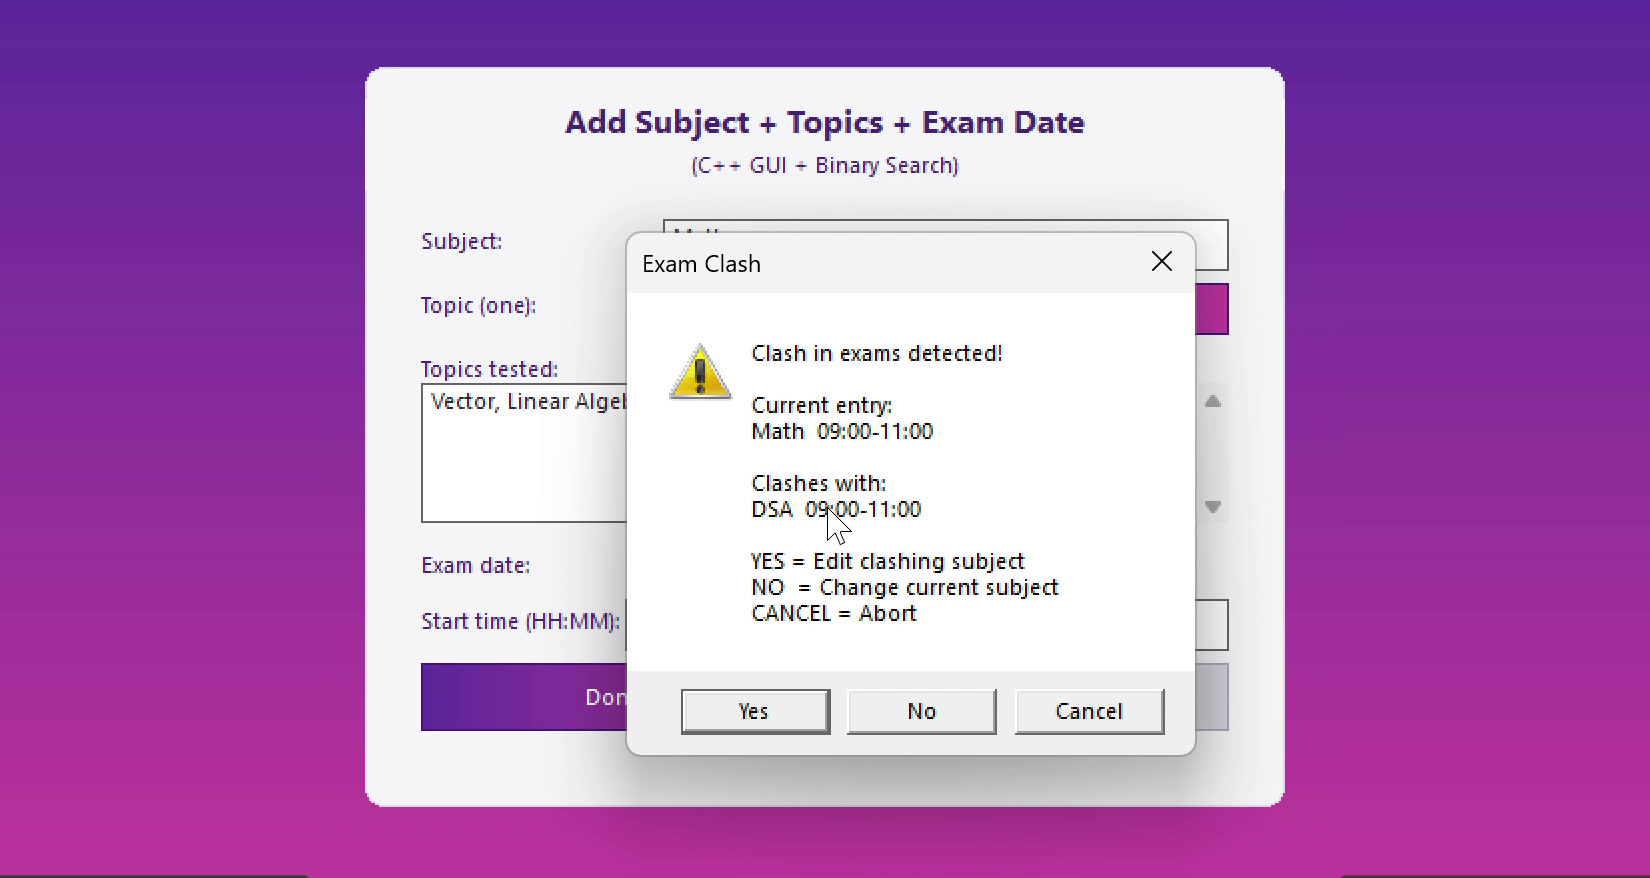 Add Subject + Topics + Exam Date
(C++ GUI + Binary Search)
Subject:
Topic (one):
Topics tested:
Vector, Linear
Exam date:
Start time (HH:MM):
Exam Clash
Clash in exams detected!
Current entry:
Math 09:00-11:00
Clashes with:
DSA 09:00-11:00
YES = Edit clashing subject
NO = Change current subject
CANCEL = Abort
Yes
No
Cancel